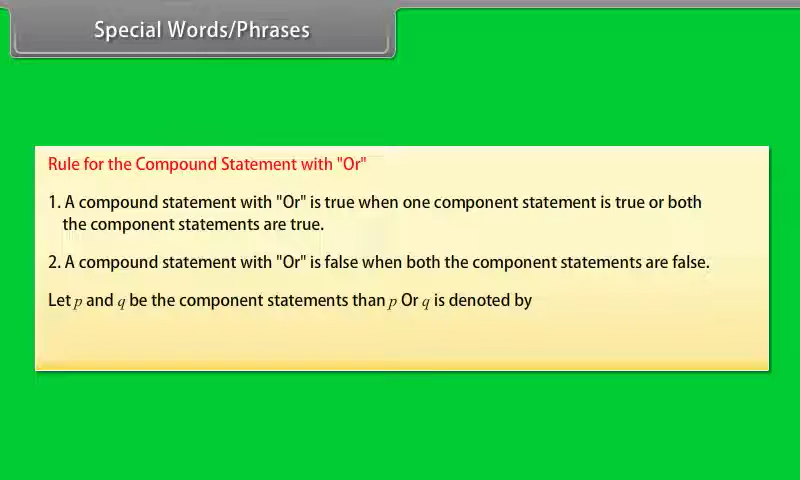 Special Words/Phrases
Rule for the Compound Statement with "Or"
1. A compound statement with "Or" is true when one component statement is true or both
the component statements are true.
2. A compound statement with "Or" is false when both the component statements are false.
Let p and q be the component statements than p Or q is denoted by